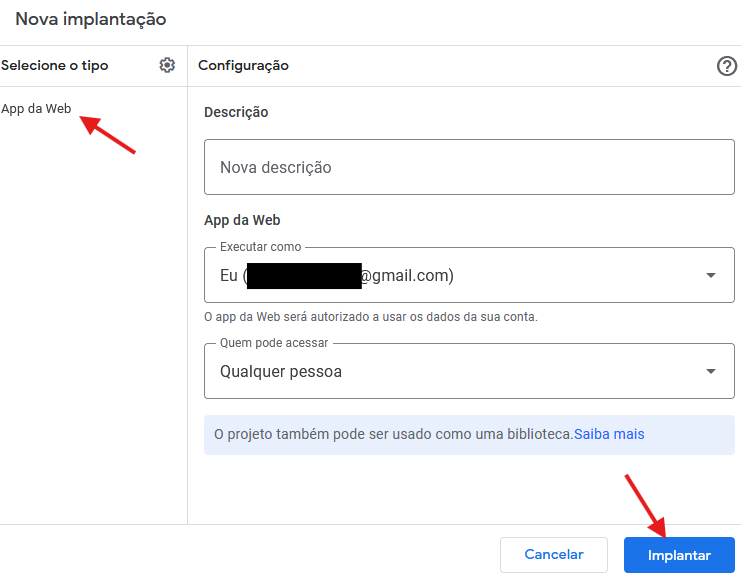 Nova implantação
Selecione o tipo
Configuração
App da Web
Descrição
Nova descrição
App da Web
Executar como
Eu ( @gmail.com)
O app da Web será autorizado a usar os dados da sua conta.
Quem pode acessar
Qualquer pessoa
O projeto também pode ser usado como uma biblioteca.Saiba mais
Cancelar
Implantar